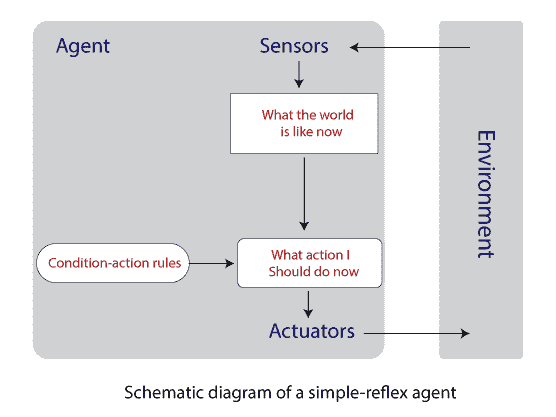 Agent
Sensors
What the world
is like now
Environment
Condition-action rules
What action I
Should do now
Actuators
Schematic diagram of a simple-reflex agent